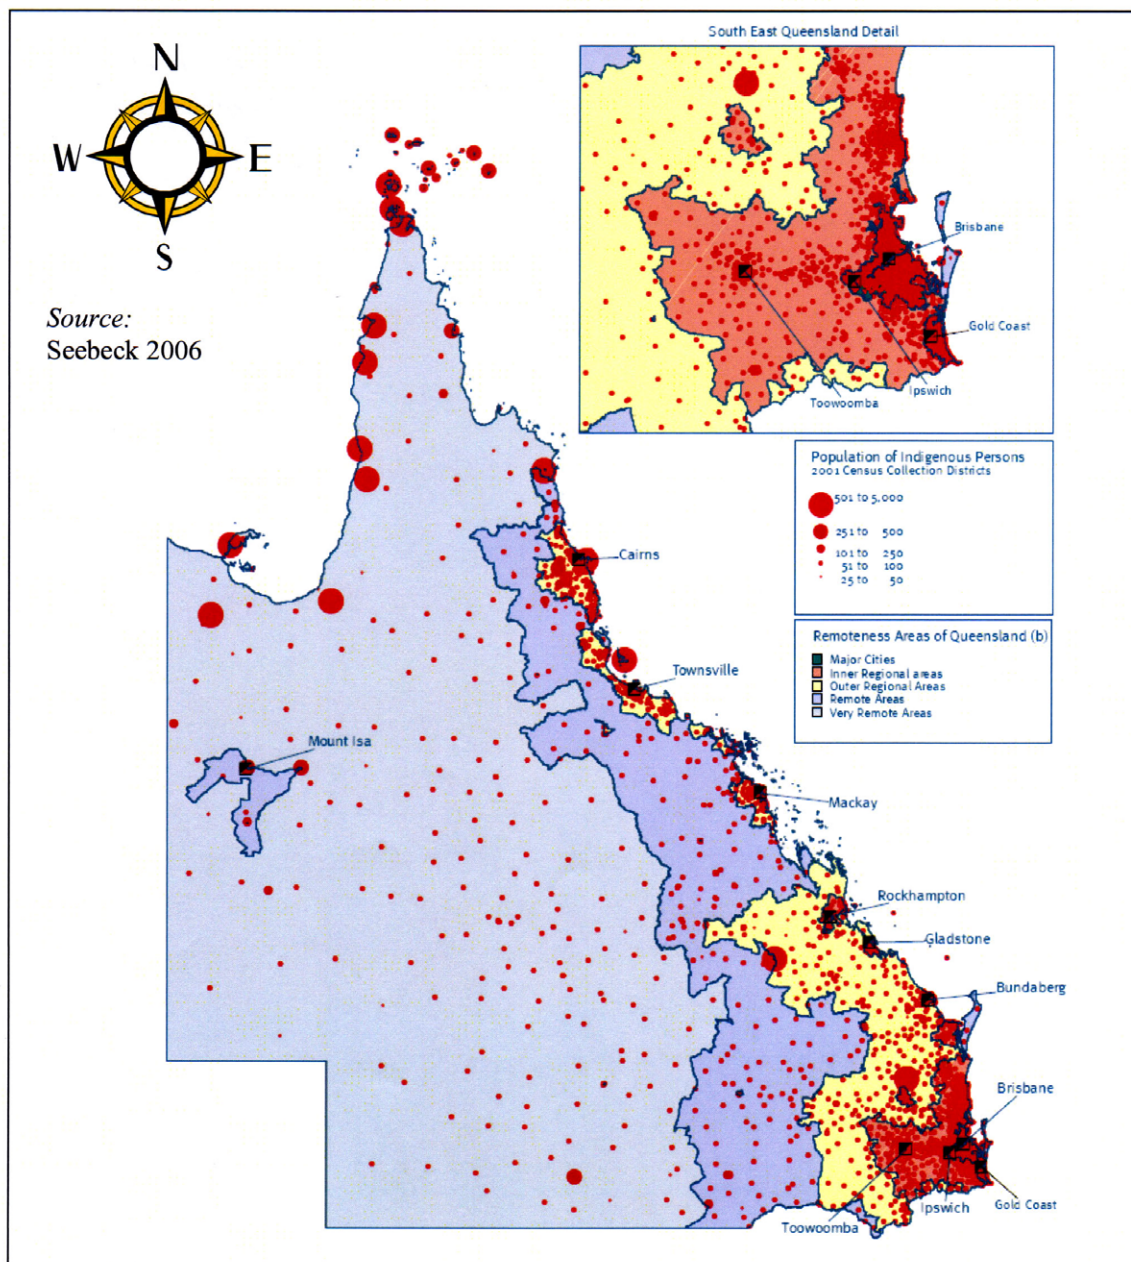 South East Queensland Detail
N
W
E
S
Source:
Seebeck 2006
Brisbane
Gold Coast
Ipswich
Toowoomba
Population of Indigenous Persons
2001 Census Collection Districts
501 to 5,000
251 to 500
101 to 250
51 to 100
25 to 50
Remoteness Areas of Queensland (b)
Major Cities
Inner Regional areas
Outer Regional Areas
Remote Areas
Very Remote Areas
Cairns
Townsville
Mount Isa
Mackay
Rockhampton
Gladstone
Bundaberg
Brisbane
Gold Coast
Ipswich
Toowoomba